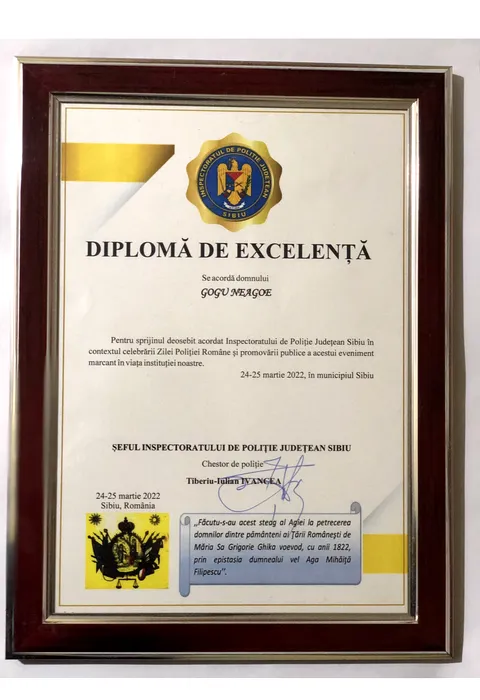 INSPECTORATUL DE POLIȚIE JUDEȚEAN
SIBIU
DIPLOMĂ DE EXCELENȚĂ
Se acordă domnului
GOGU NEAGOE
Pentru sprijinul deosebit acordat Inspectoratului de Poliție Județean Sibiu în
contextul celebrării Zilei Poliției Române și promovării publice a acestui eveniment
marcant în viața instituției noastre.
24-25 martie 2022, în municipiul Sibiu
ȘEFUL INSPECTORATULUI DE POLIȚIE JUDEȚEAN SIBIU
Chestor de poliție
Tiberiu-Iulian IVANCEA
24-25 martie 2022
Sibiu, România
„Făcutu-s-au acest steag al Agiei la petrecerea
domnilor dintre pământeni ai Țării Românești de
Măria Sa Grigorie Ghika voevod, cu anii 1822,
prin epistasia dumnealui vel Aga Mihăiță
Filipescu".